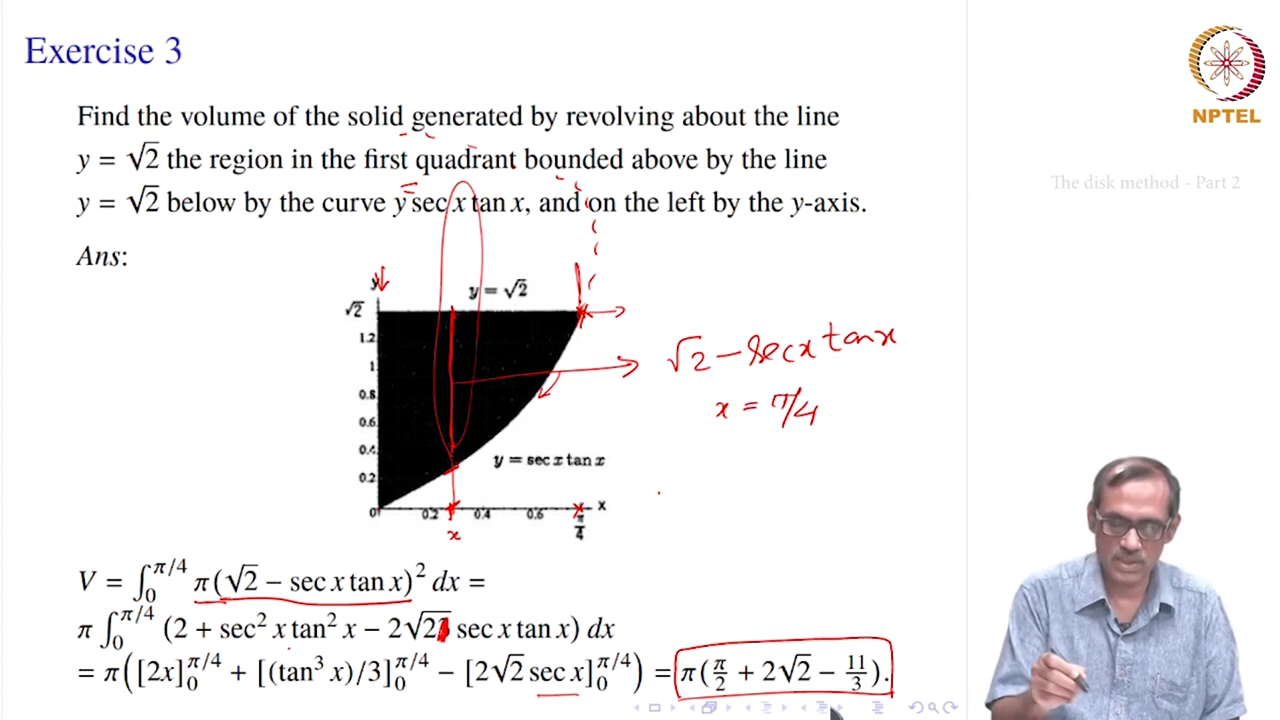 Exercise 3
NPTEL
Find the volume of the solid generated by revolving about the line
y = √2 the region in the first quadrant bounded above by the line
The disk method - Part 2
y = √2 below by the curve y = sec x tan x, and on the left by the y-axis.
Ans:
y
y = √2
√2
1.2
1
0.8
0.6
0.4
0.2
0
y = sec x tan x
0.2 0.4 0.6 π/4 x
x
√2 − sec x tan x
x = π/4
V = ∫₀^{π/4} π(√2 − sec x tan x)² dx =
π ∫₀^{π/4} (2 + sec² x tan² x − 2√2 sec x tan x) dx
= π([2x]₀^{π/4} + [(tan³ x)/3]₀^{π/4} − [2√2 sec x]₀^{π/4}) = π(π/2 + 2√2 − 11/3).